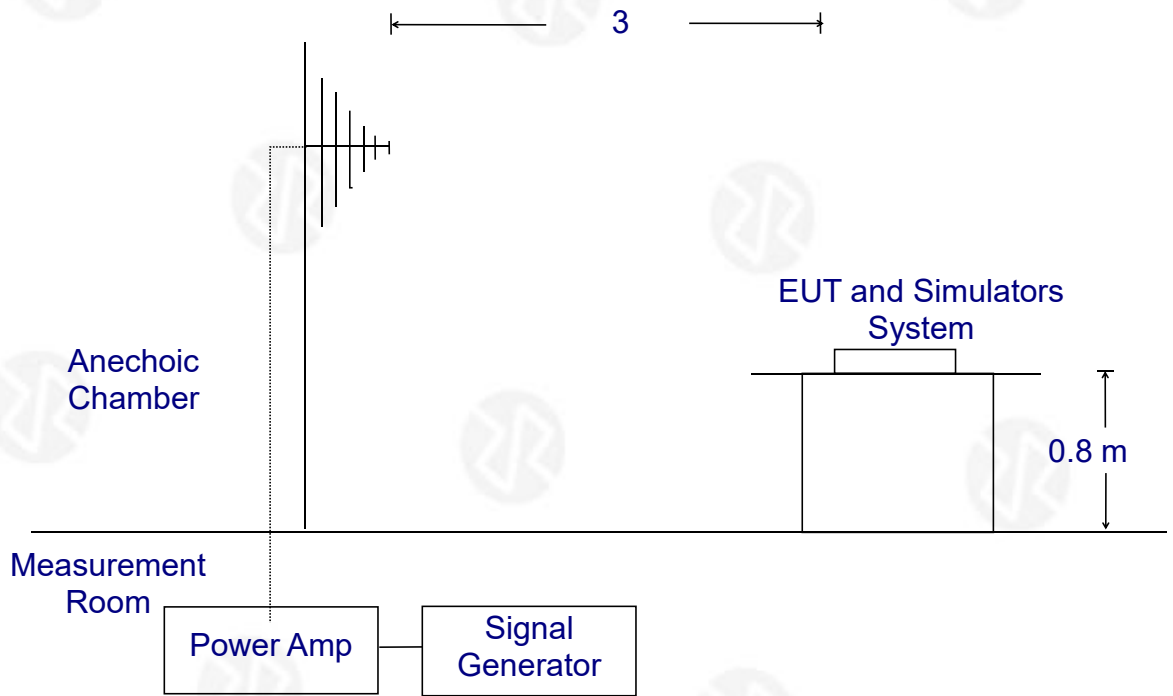 3
EUT and Simulators
System
Anechoic
Chamber
0.8 m
Measurement
Room
Power Amp
Signal
Generator